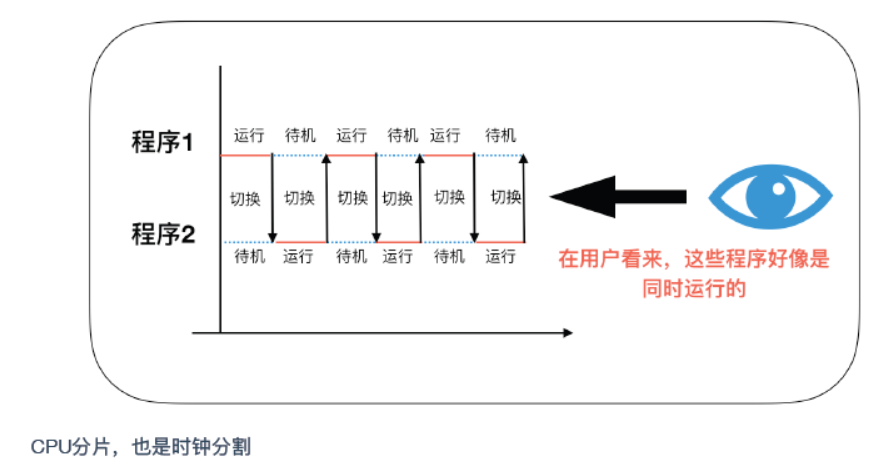 运行 待机 运行 待机 运行 待机
程序1
切换 切换 切换 切换 切换 切换
程序2
待机 运行 待机 运行 待机 运行
在用户看来，这些程序好像是
同时运行的
CPU分片，也是时钟分割